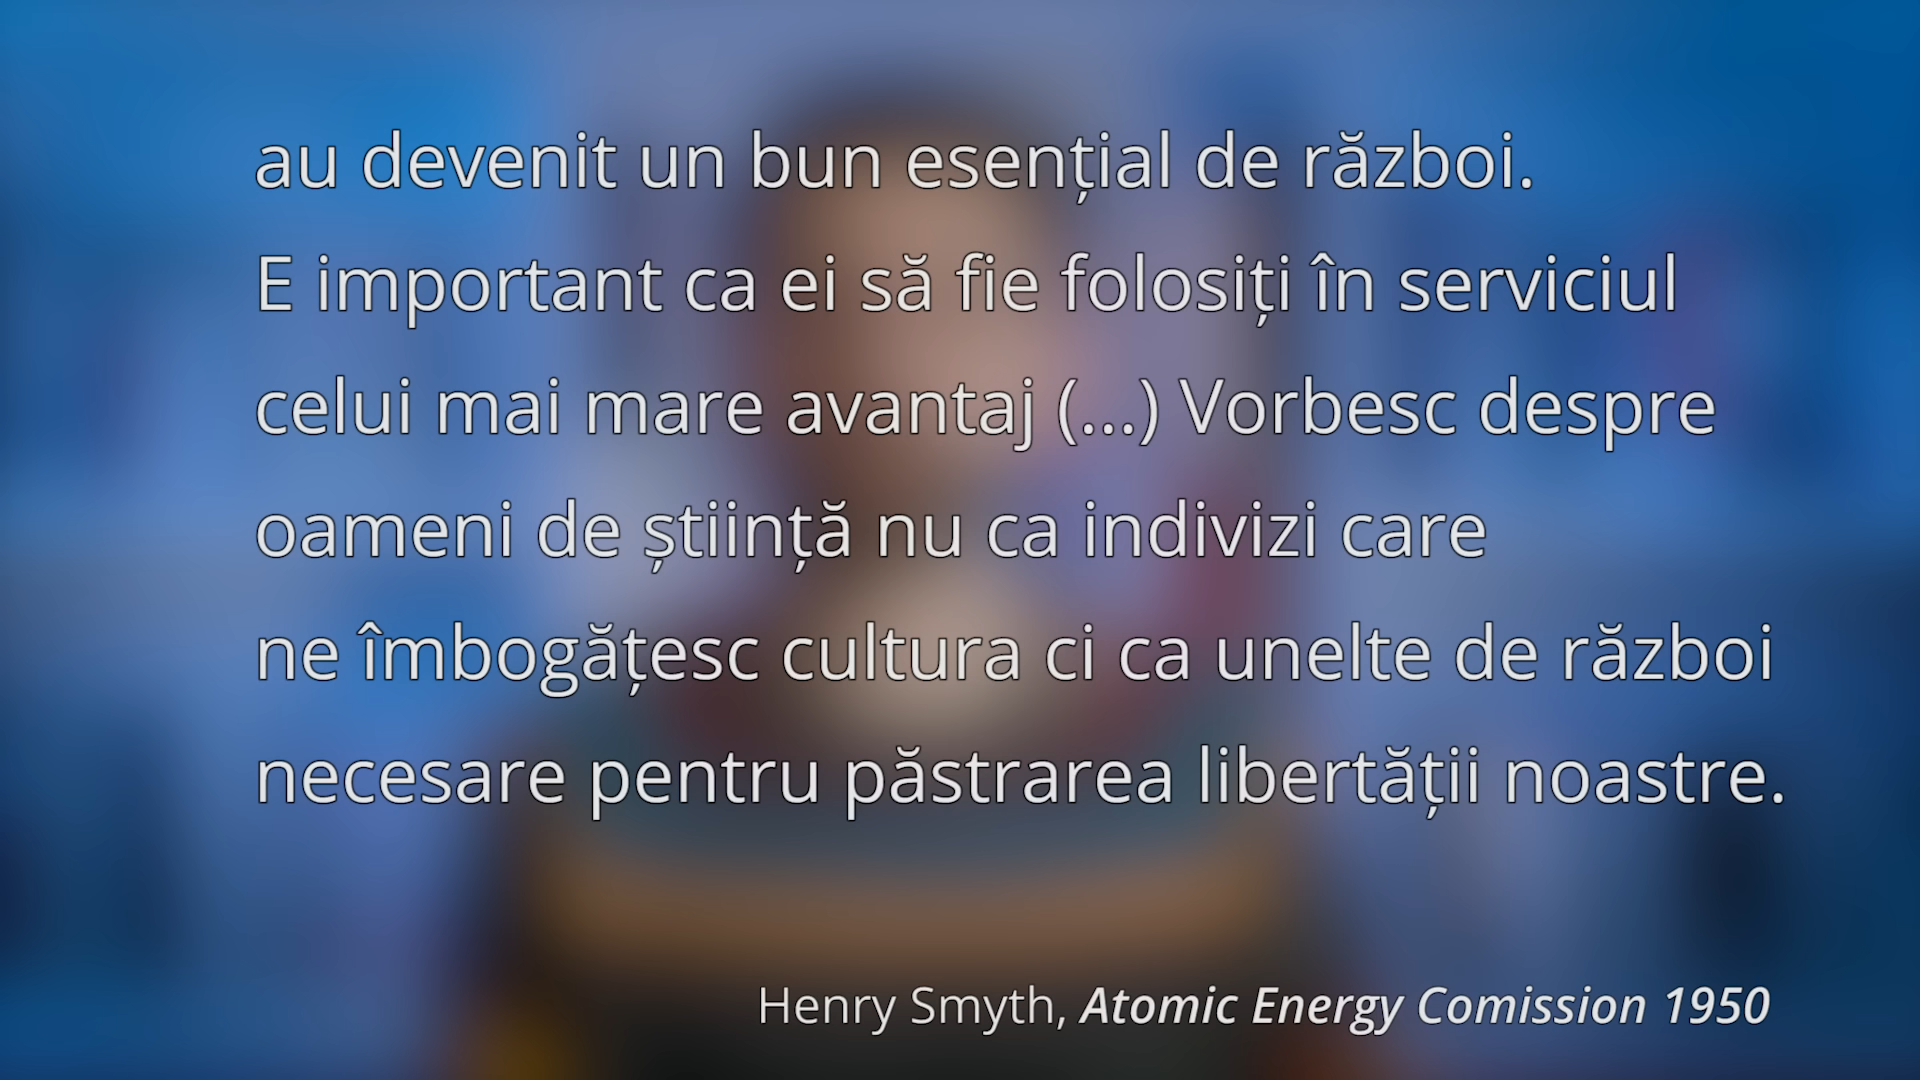 au devenit un bun esențial de război.
E important ca ei să fie folosiți în serviciul
celui mai mare avantaj (...) Vorbesc despre
oameni de știință nu ca indivizi care
ne îmbogățesc cultura ci ca unelte de război
necesare pentru păstrarea libertății noastre.
Henry Smyth, Atomic Energy Comission 1950